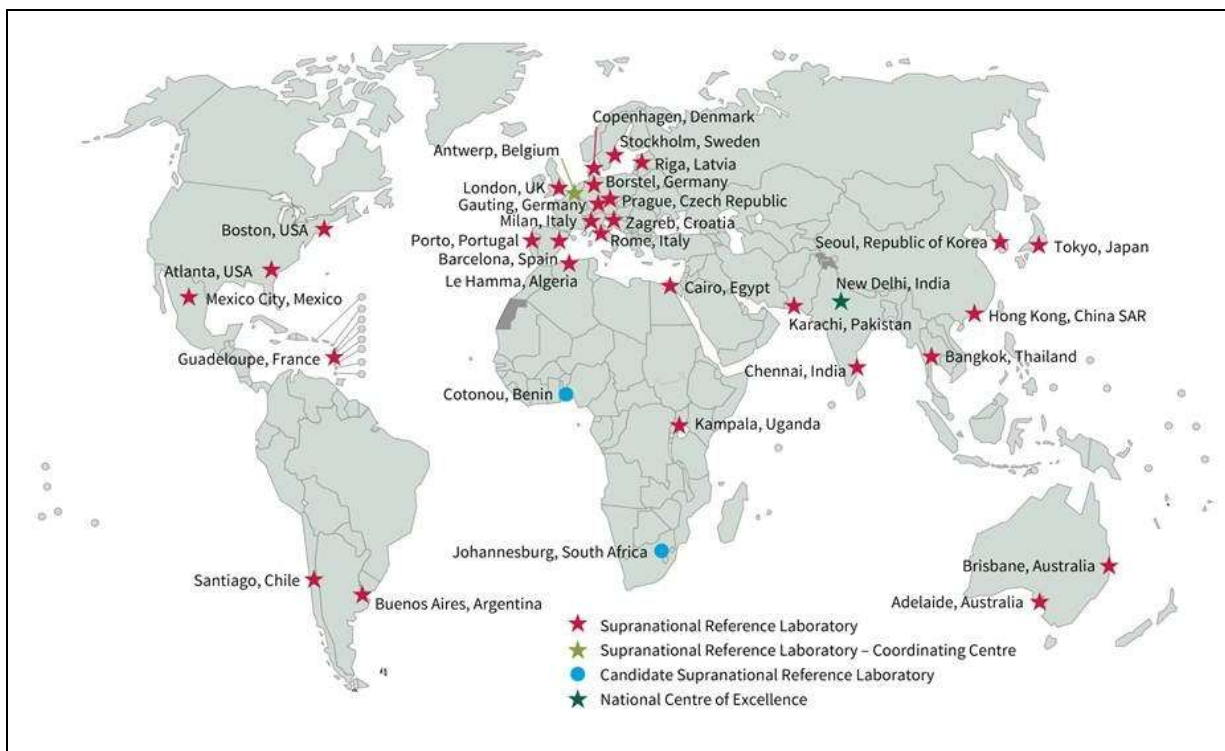 Copenhagen, Denmark
Stockholm, Sweden
Antwerp, Belgium
Riga, Latvia
London, UK
Borstel, Germany
Gauting, Germany
Prague, Czech Republic
Milan, Italy
Zagreb, Croatia
Boston, USA
Porto, Portugal
Rome, Italy
Seoul, Republic of Korea
Tokyo, Japan
Barcelona, Spain
Atlanta, USA
Le Hamma, Algeria
Cairo, Egypt
New Delhi, India
Mexico City, Mexico
Karachi, Pakistan
Hong Kong, China SAR
Guadeloupe, France
Chennai, India
Bangkok, Thailand
Cotonou, Benin
Kampala, Uganda
Johannesburg, South Africa
Brisbane, Australia
Santiago, Chile
Buenos Aires, Argentina
Adelaide, Australia
Supranational Reference Laboratory
Supranational Reference Laboratory – Coordinating Centre
Candidate Supranational Reference Laboratory
National Centre of Excellence